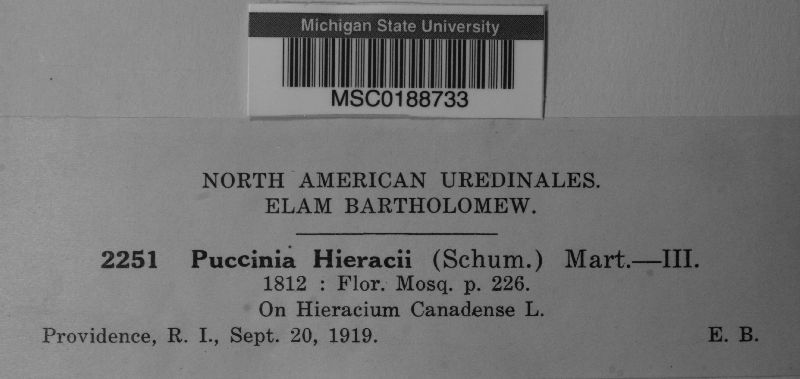 Michigan State University
MSC0188733
NORTH AMERICAN UREDINALES.
ELAM BARTHOLOMEW.
2251 Puccinia Hieracii (Schum.) Mart.—III.
1812 : Flor. Mosq. p. 226.
On Hieracium Canadense L.
Providence, R. I., Sept. 20, 1919. E. B.